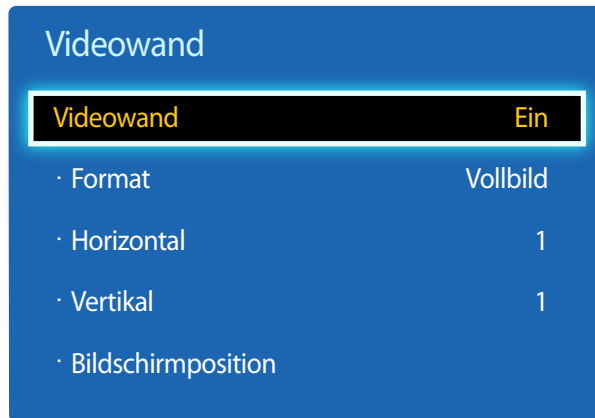 Videowand
Videowand Ein
· Format Vollbild
· Horizontal 1
· Vertikal 1
· Bildschirmposition